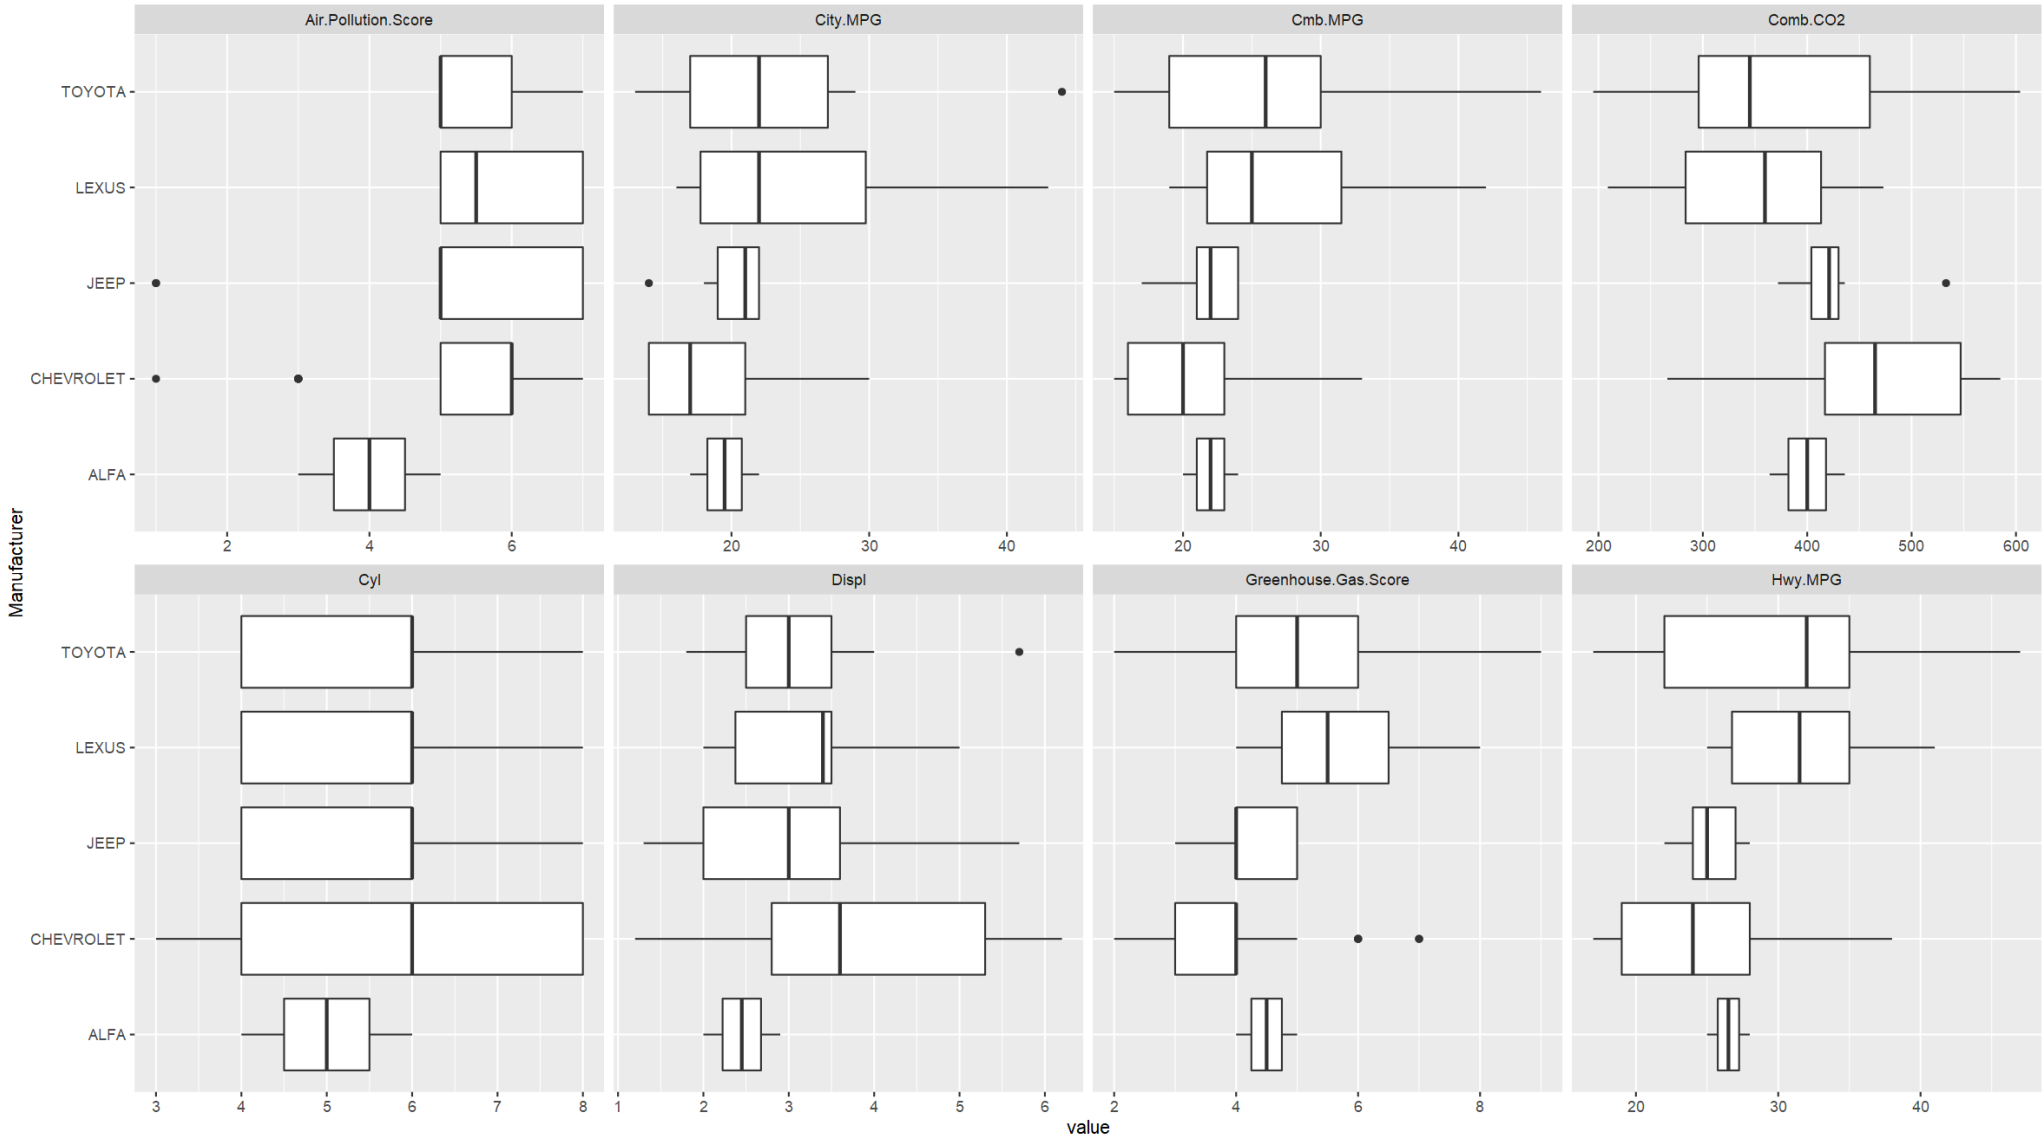 Air.Pollution.Score City.MPG Cmb.MPG Comb.CO2
TOYOTA
LEXUS
JEEP
CHEVROLET
ALFA
2 4 6 20 30 40 20 30 40 200 300 400 500 600
Manufacturer
Cyl Displ Greenhouse.Gas.Score Hwy.MPG
TOYOTA
LEXUS
JEEP
CHEVROLET
ALFA
3 4 5 6 7 8 1 2 3 4 5 6 2 4 6 8 20 30 40
value